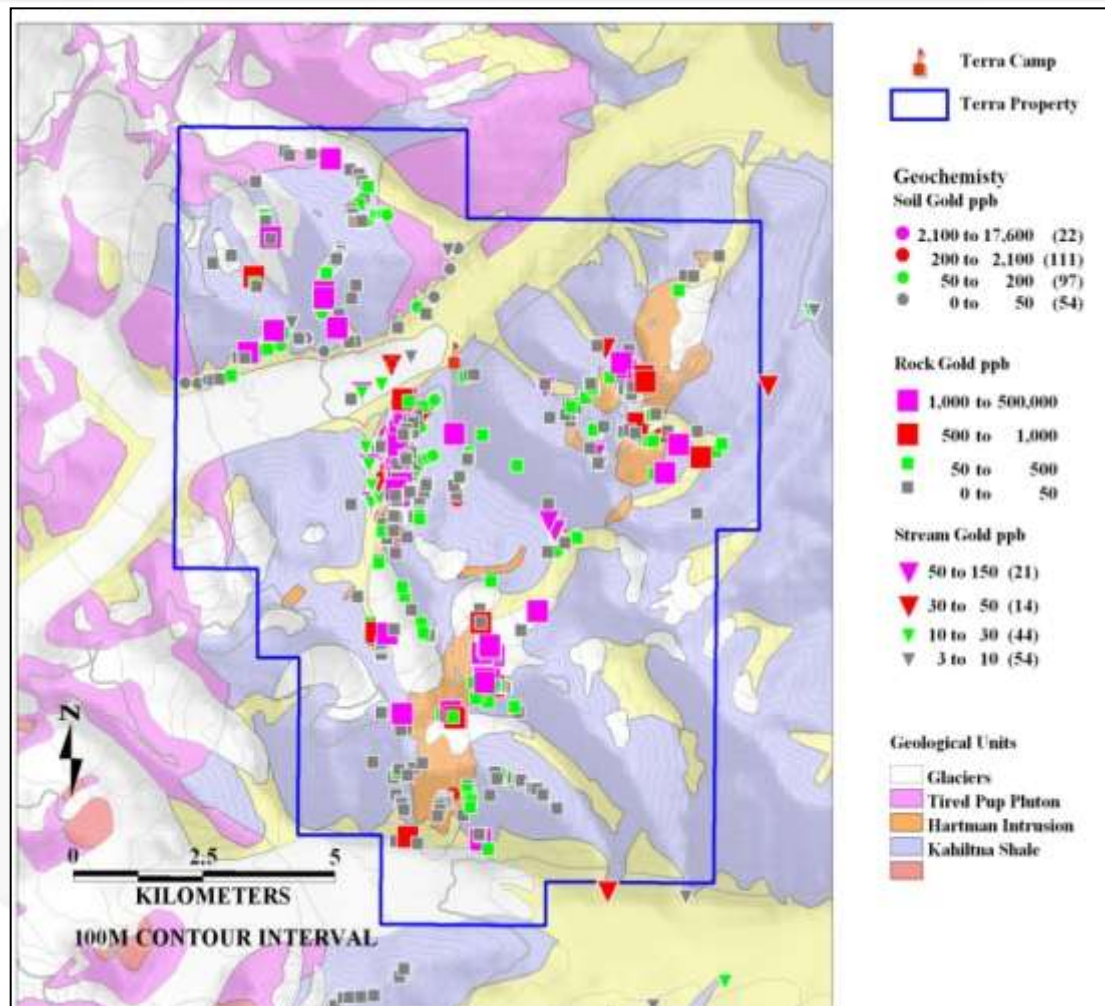 Terra Camp
Terra Property
Geochemisty
Soil Gold ppb
2,100 to 17,600 (22)
200 to 2,100 (111)
50 to 200 (97)
0 to 50 (54)
Rock Gold ppb
1,000 to 500,000
500 to 1,000
50 to 500
0 to 50
Stream Gold ppb
50 to 150 (21)
30 to 50 (14)
10 to 30 (44)
3 to 10 (54)
Geological Units
Glaciers
Tired Pup Pluton
Hartman Intrusion
Kahiltna Shale
N
0 2.5 5
KILOMETERS
100M CONTOUR INTERVAL